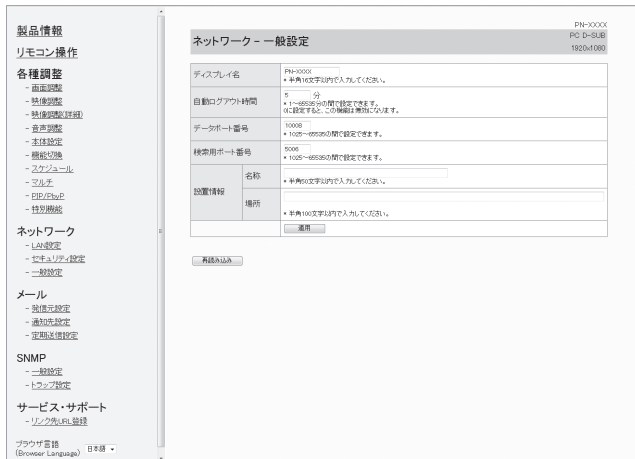 製品情報
リモコン操作
各種調整
- 画面調整
- 映像調整
- 映像調整(詳細)
- 音声調整
- 本体設定
- 機能切換
- スケジュール
- マルチ
- PIP/PbyP
- 特別機能
ネットワーク
- LAN設定
- セキュリティ設定
- 一般設定
メール
- 発信元設定
- 通知先設定
- 定期送信設定
SNMP
- 一般設定
- トラップ設定
サービス・サポート
- リンク先URL登録
ブラウザ言語
(Browser Language) 日本語
PN-XXXX
ネットワーク - 一般設定
PC D-SUB
1920x1080
ディスプレイ名
PN-XXXX
* 半角16文字以内で入力してください。
自動ログアウト時間
5 分
* 1～65535分の間で設定できます。
0に設定すると、この機能は無効になります。
データポート番号
10008
* 1025～65535の間で設定できます。
検索用ポート番号
5006
* 1025～65535の間で設定できます。
設置情報
名称
* 半角50文字以内で入力してください。
場所
* 半角100文字以内で入力してください。
適用
再読み込み